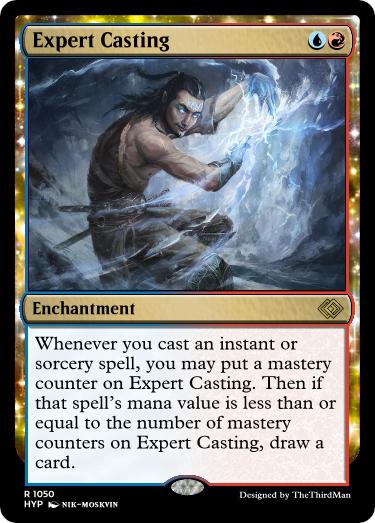 Expert Casting
Enchantment
Whenever you cast an instant or
sorcery spell, you may put a mastery
counter on Expert Casting. Then if
that spell's mana value is less than or
equal to the number of mastery
counters on Expert Casting, draw a
card.
R 1050
HYP NIK-MOSKVIN
Designed by TheThirdMan